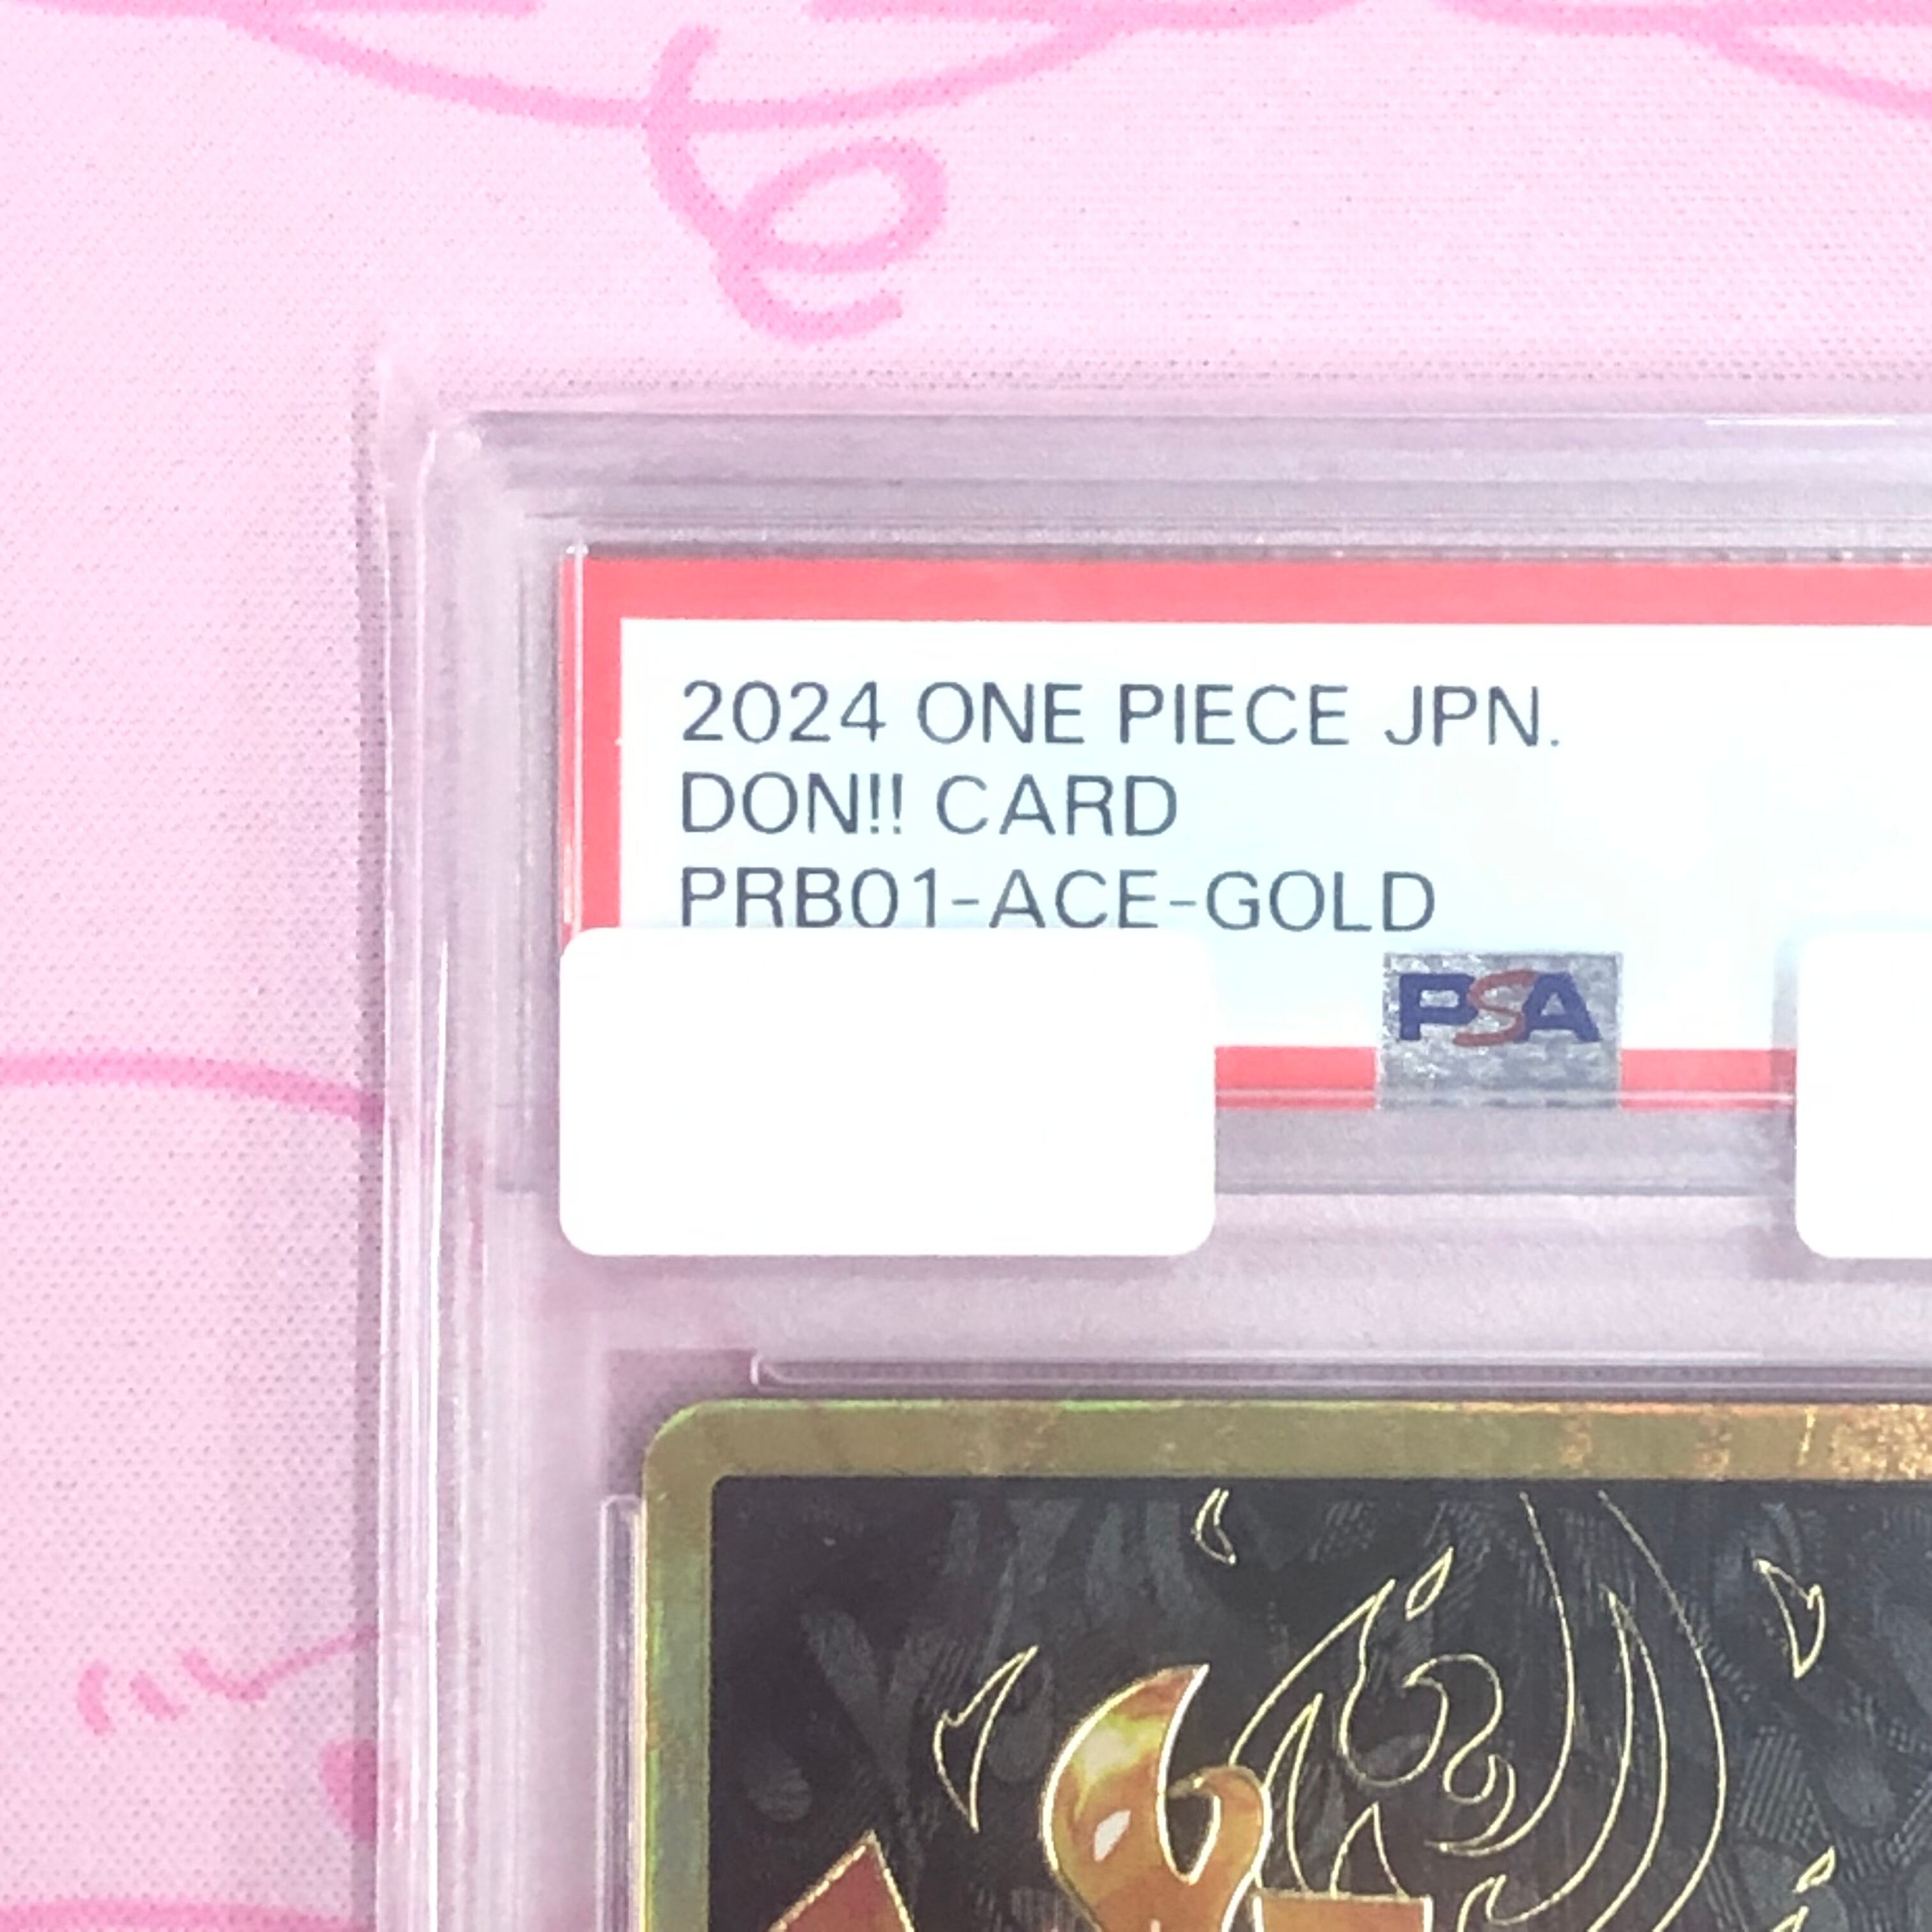 2024 ONE PIECE JPN.
DON!! CARD
PRB01-ACE-GOLD
PSA